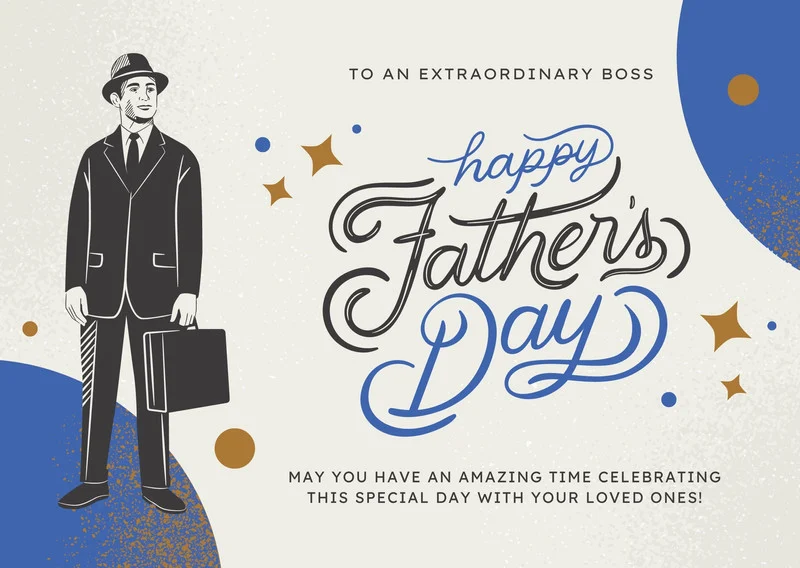 TO AN EXTRAORDINARY BOSS
happy
Father's
Day
MAY YOU HAVE AN AMAZING TIME CELEBRATING
THIS SPECIAL DAY WITH YOUR LOVED ONES!